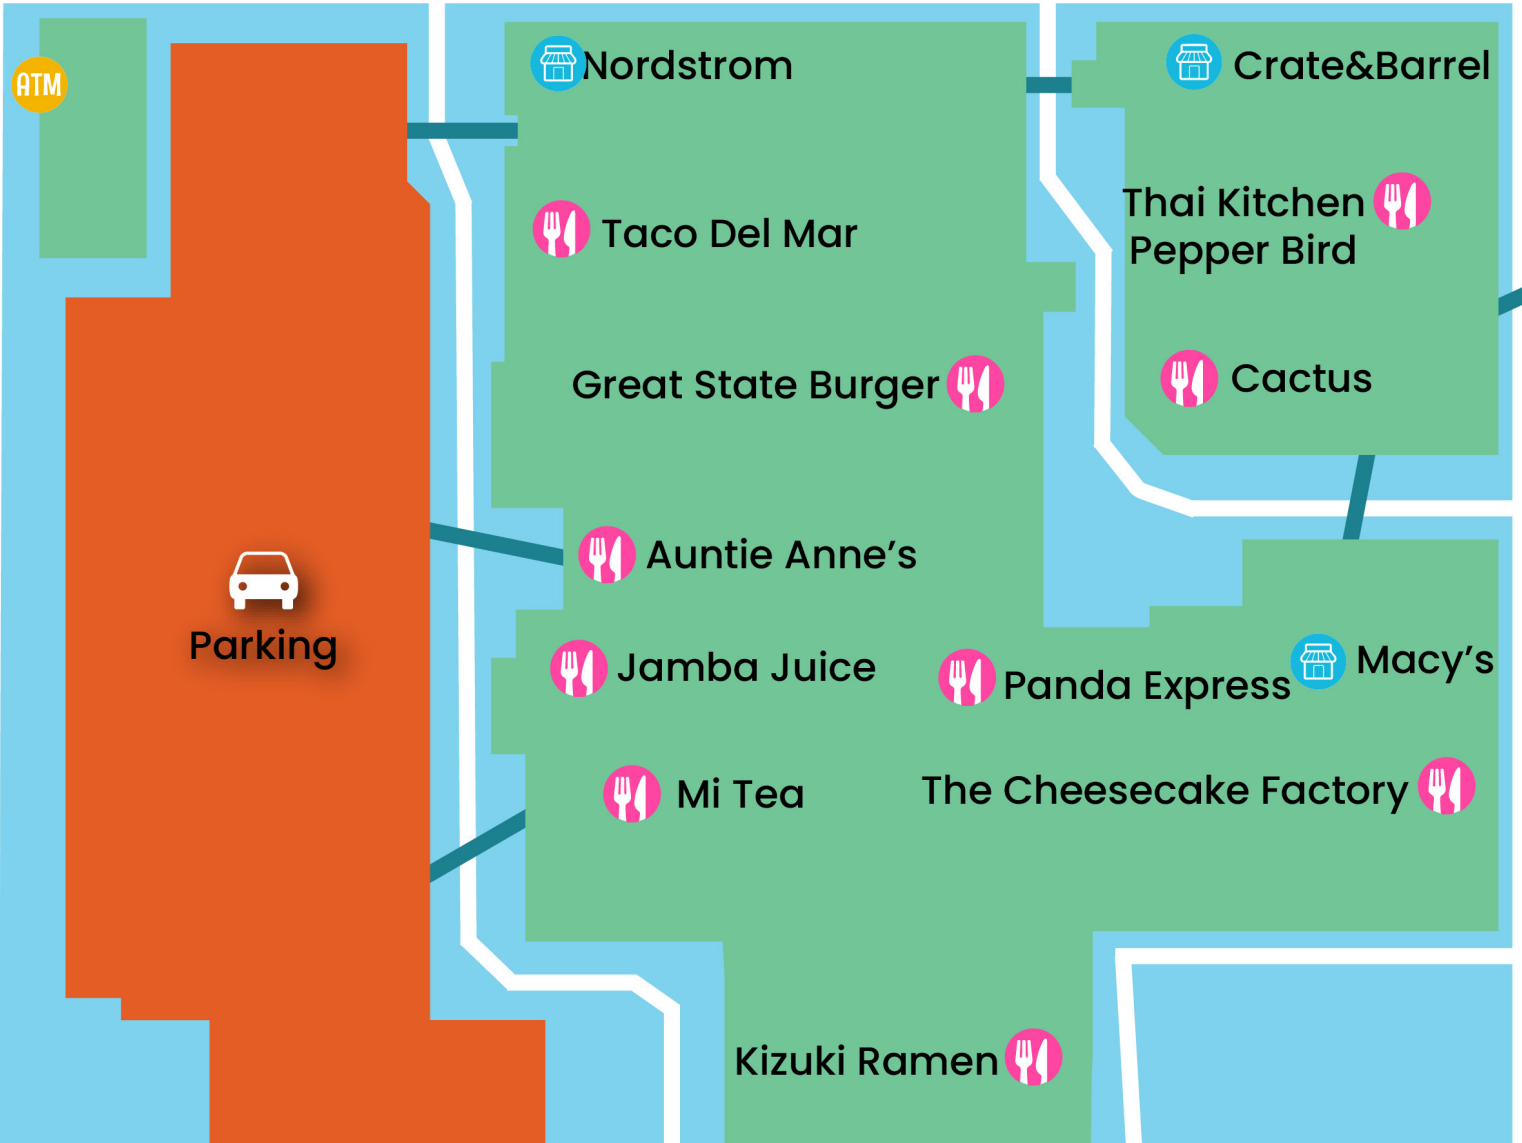 ATM
Nordstrom
Crate&Barrel
Taco Del Mar
Thai Kitchen
Pepper Bird
Great State Burger
Cactus
Auntie Anne’s
Parking
Jamba Juice
Panda Express
Macy’s
Mi Tea
The Cheesecake Factory
Kizuki Ramen